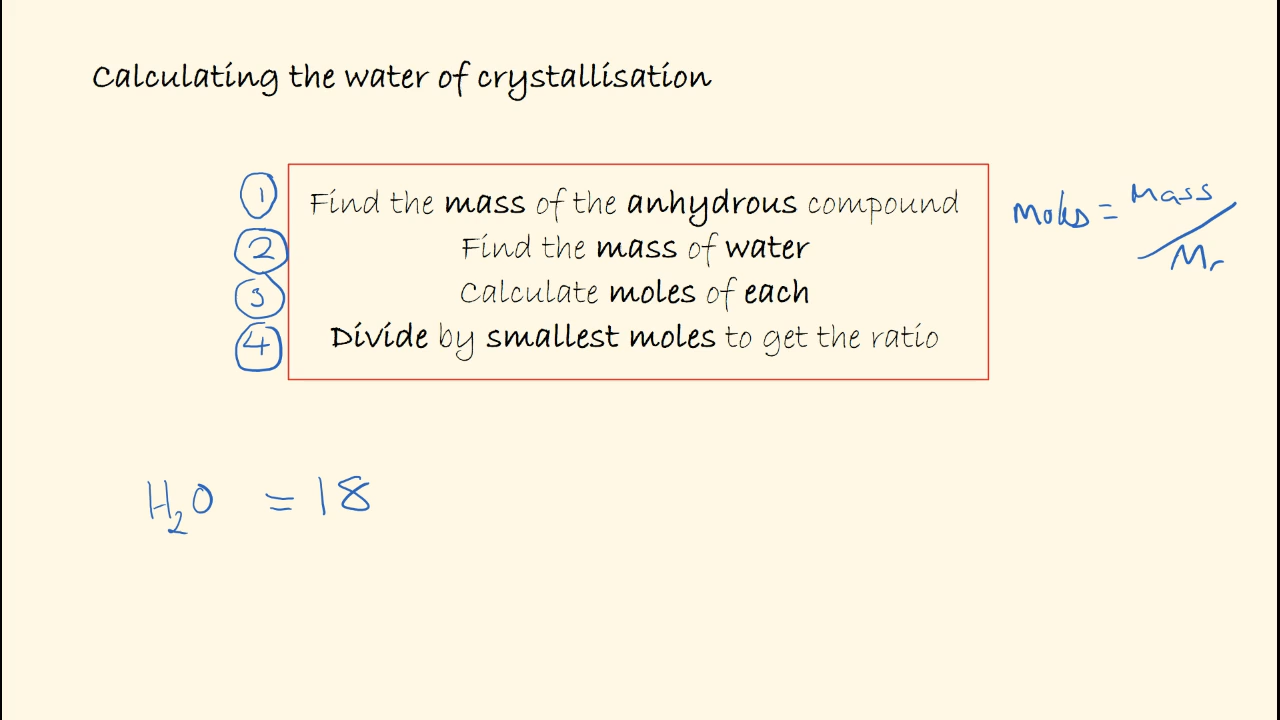 Calculating the water of crystallisation
1 Find the mass of the anhydrous compound
2 Find the mass of water
3 Calculate moles of each
4 Divide by smallest moles to get the ratio
moles = mass / Mr
H₂O = 18